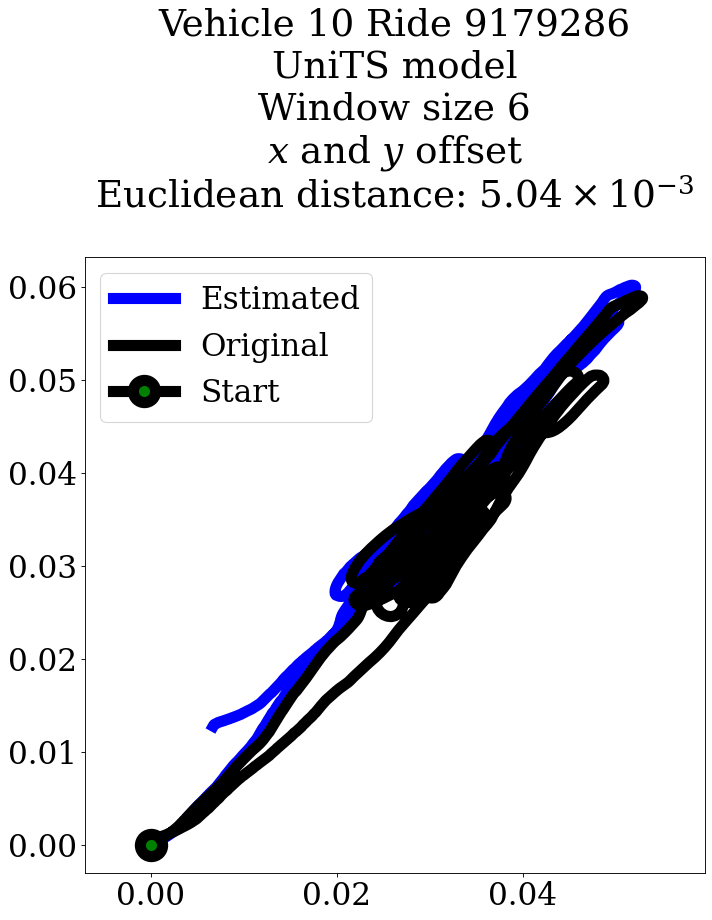 Vehicle 10 Ride 9179286
UniTS model
Window size 6
x and y offset
Euclidean distance: 5.04 × 10⁻³
Estimated
Original
Start
0.06
0.05
0.04
0.03
0.02
0.01
0.00
0.00 0.02 0.04